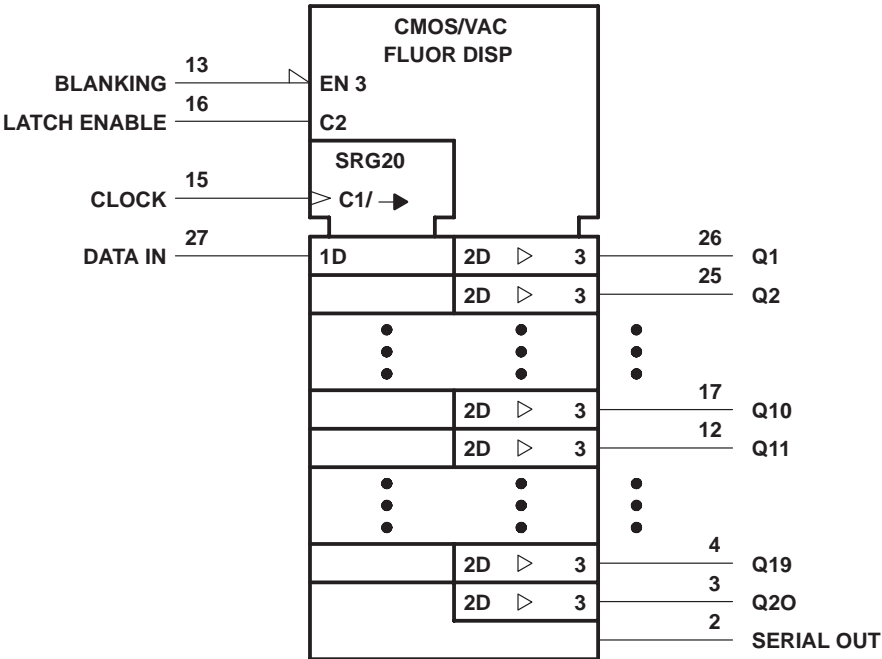 CMOS/VAC
FLUOR DISP
BLANKING 13 EN 3
LATCH ENABLE 16 C2
SRG20
CLOCK 15 C1/
DATA IN 27 1D 2D 3 26 Q1
2D 3 25 Q2
2D 3 17 Q10
2D 3 12 Q11
2D 3 4 Q19
2D 3 3 Q2O
2 SERIAL OUT